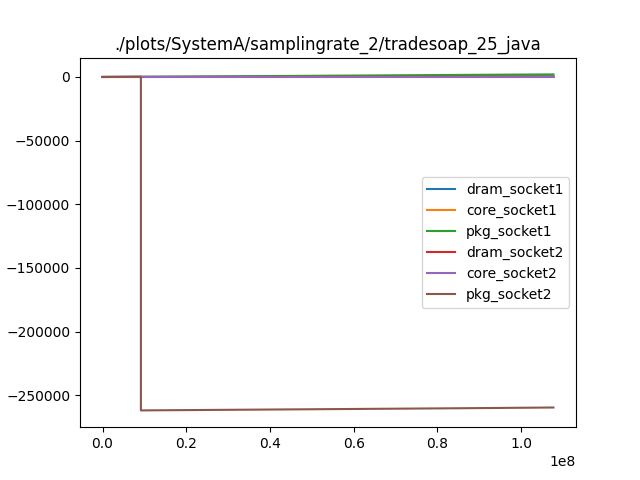 ./plots/SystemA/samplingrate_2/tradesoap_25_java
0
−50000
−100000
−150000
−200000
−250000
dram_socket1
core_socket1
pkg_socket1
dram_socket2
core_socket2
pkg_socket2
0.0 0.2 0.4 0.6 0.8 1.0
1e8